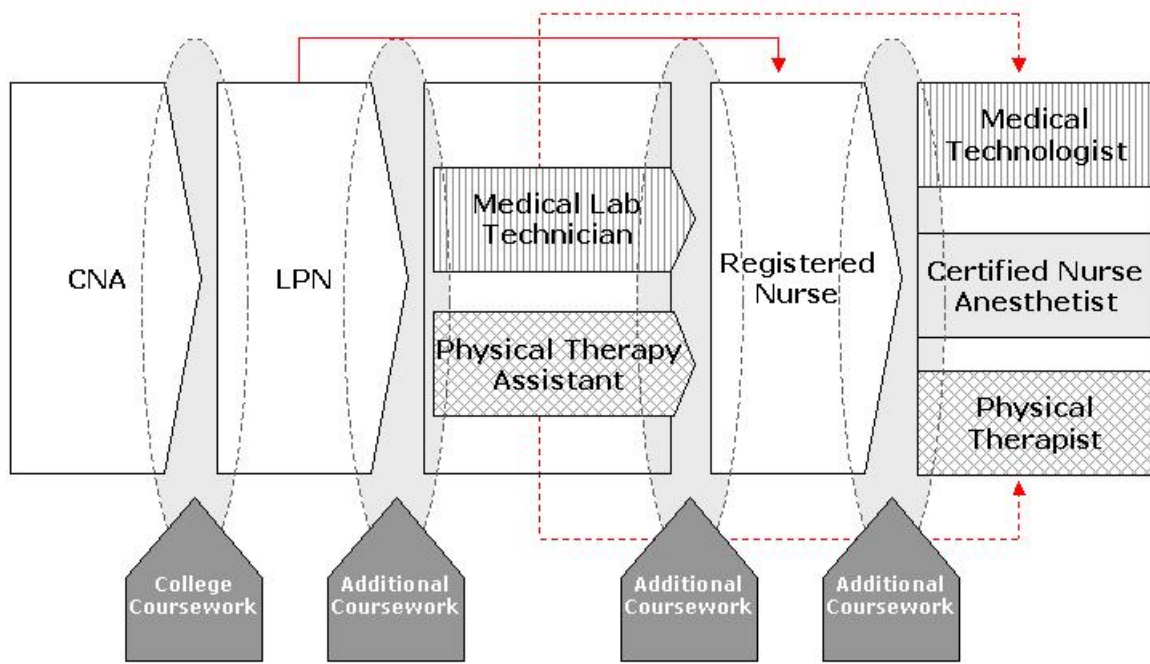 CNA
LPN
Medical Lab
Technician
Physical Therapy
Assistant
Registered
Nurse
Medical
Technologist
Certified Nurse
Anesthetist
Physical
Therapist
College
Coursework
Additional
Coursework
Additional
Coursework
Additional
Coursework